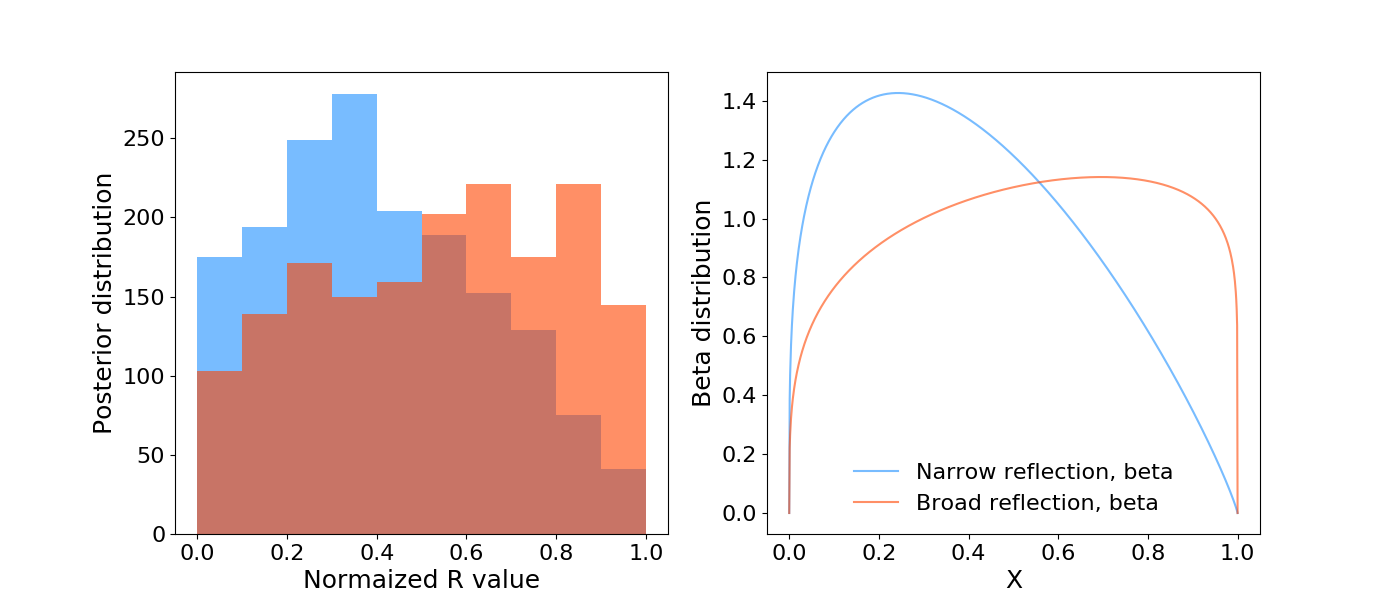 Posterior distribution
250
200
150
100
50
0
0.0 0.2 0.4 0.6 0.8 1.0
Normaized R value
Beta distribution
1.4
1.2
1.0
0.8
0.6
0.4
0.2
0.0
Narrow reflection, beta
Broad reflection, beta
0.0 0.2 0.4 0.6 0.8 1.0
X